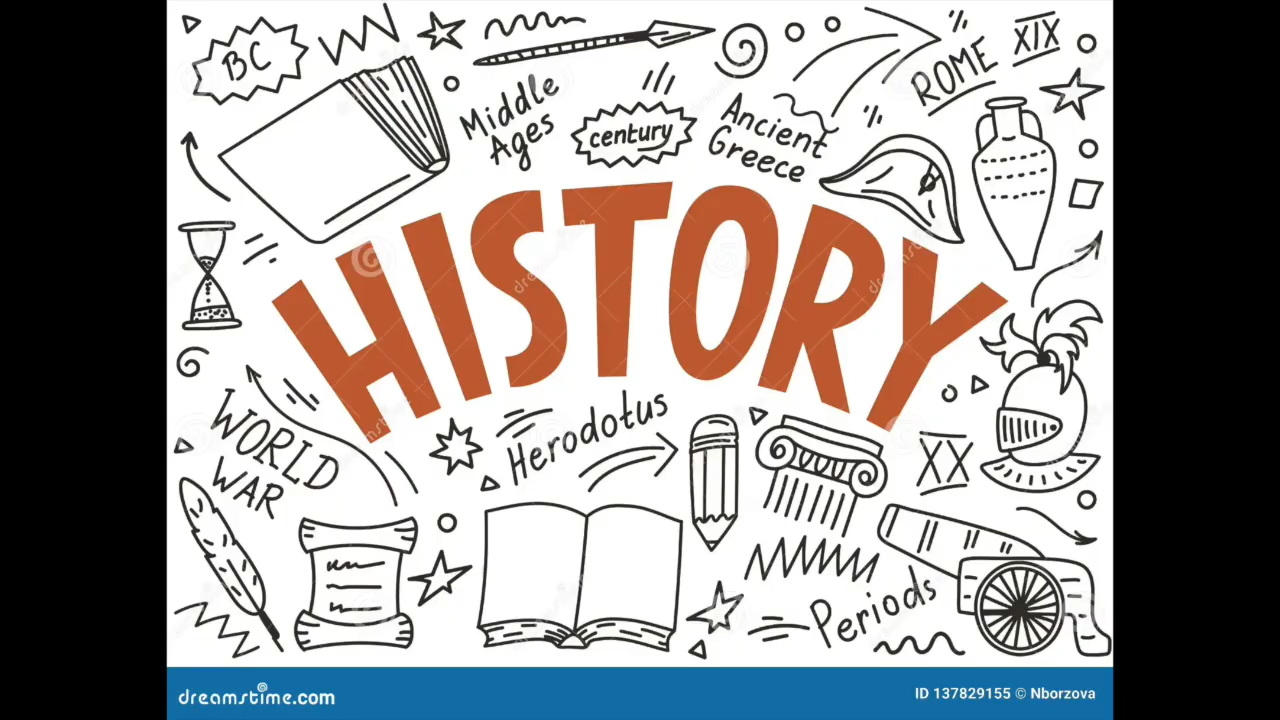 BC
Middle
Ages
century
Ancient
Greece
ROME
XIX
HISTORY
WORLD
WAR
Herodotus
XX
Periods
dreamstime.com
ID 137829155 © Nborzova